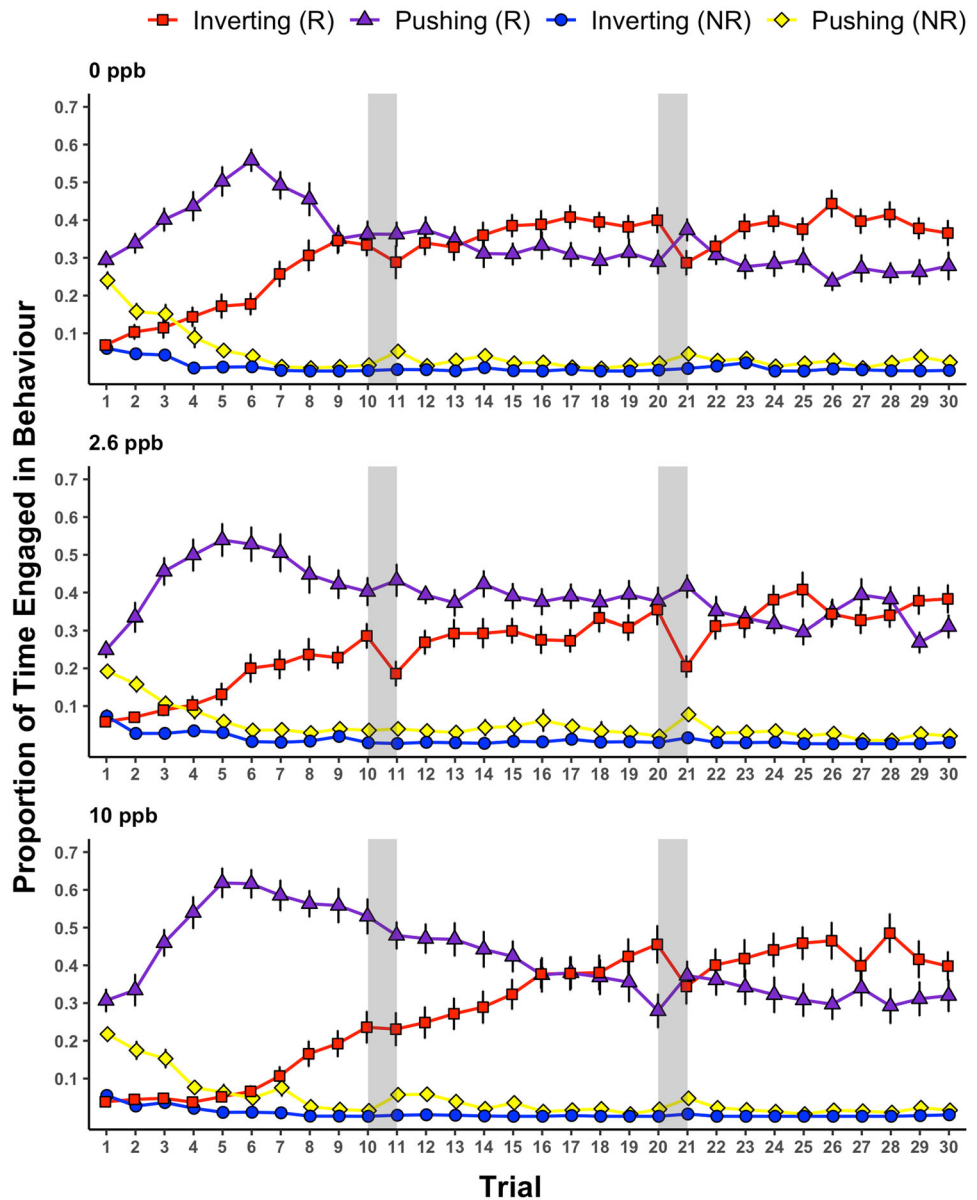 Inverting (R) Pushing (R) Inverting (NR) Pushing (NR)
0 ppb
0.7
0.6
0.5
0.4
0.3
0.2
0.1
1 2 3 4 5 6 7 8 9 10 11 12 13 14 15 16 17 18 19 20 21 22 23 24 25 26 27 28 29 30
2.6 ppb
0.7
0.6
0.5
0.4
0.3
0.2
0.1
1 2 3 4 5 6 7 8 9 10 11 12 13 14 15 16 17 18 19 20 21 22 23 24 25 26 27 28 29 30
10 ppb
0.7
0.6
0.5
0.4
0.3
0.2
0.1
1 2 3 4 5 6 7 8 9 10 11 12 13 14 15 16 17 18 19 20 21 22 23 24 25 26 27 28 29 30
Proportion of Time Engaged in Behaviour
Trial